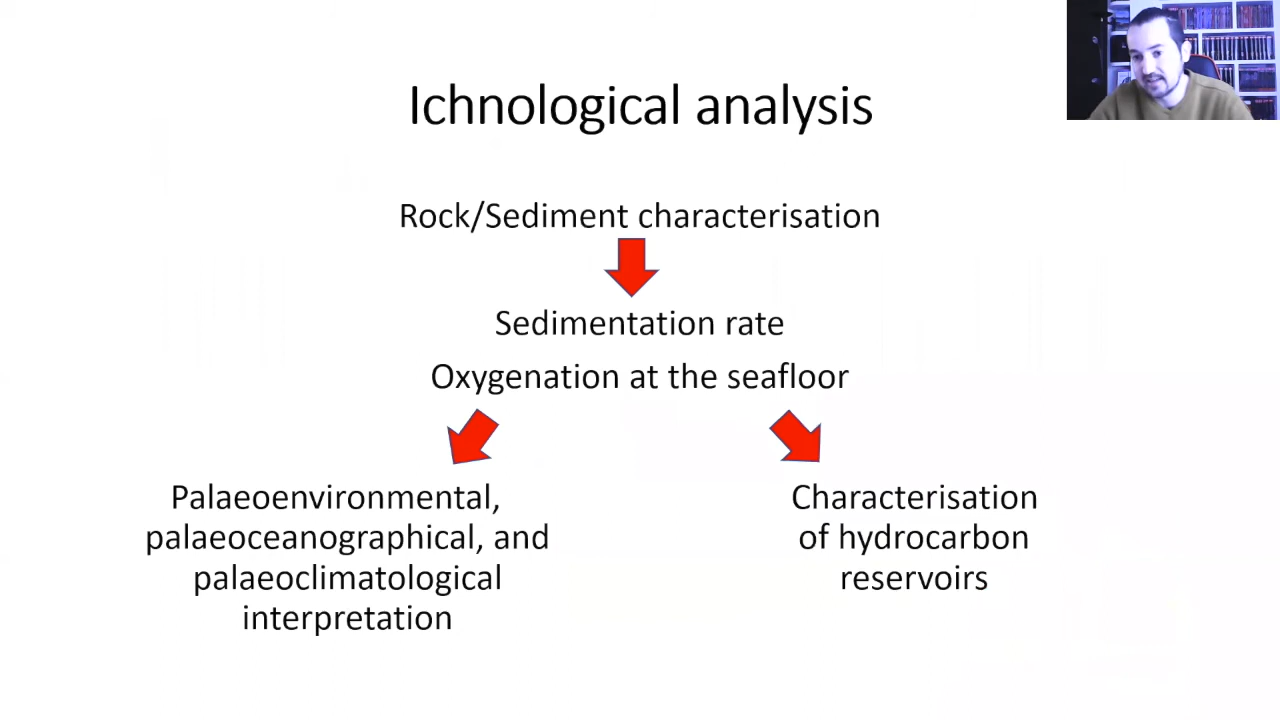 Ichnological analysis
Rock/Sediment characterisation
Sedimentation rate
Oxygenation at the seafloor
Palaeoenvironmental,
palaeoceanographical, and
palaeoclimatological
interpretation
Characterisation
of hydrocarbon
reservoirs